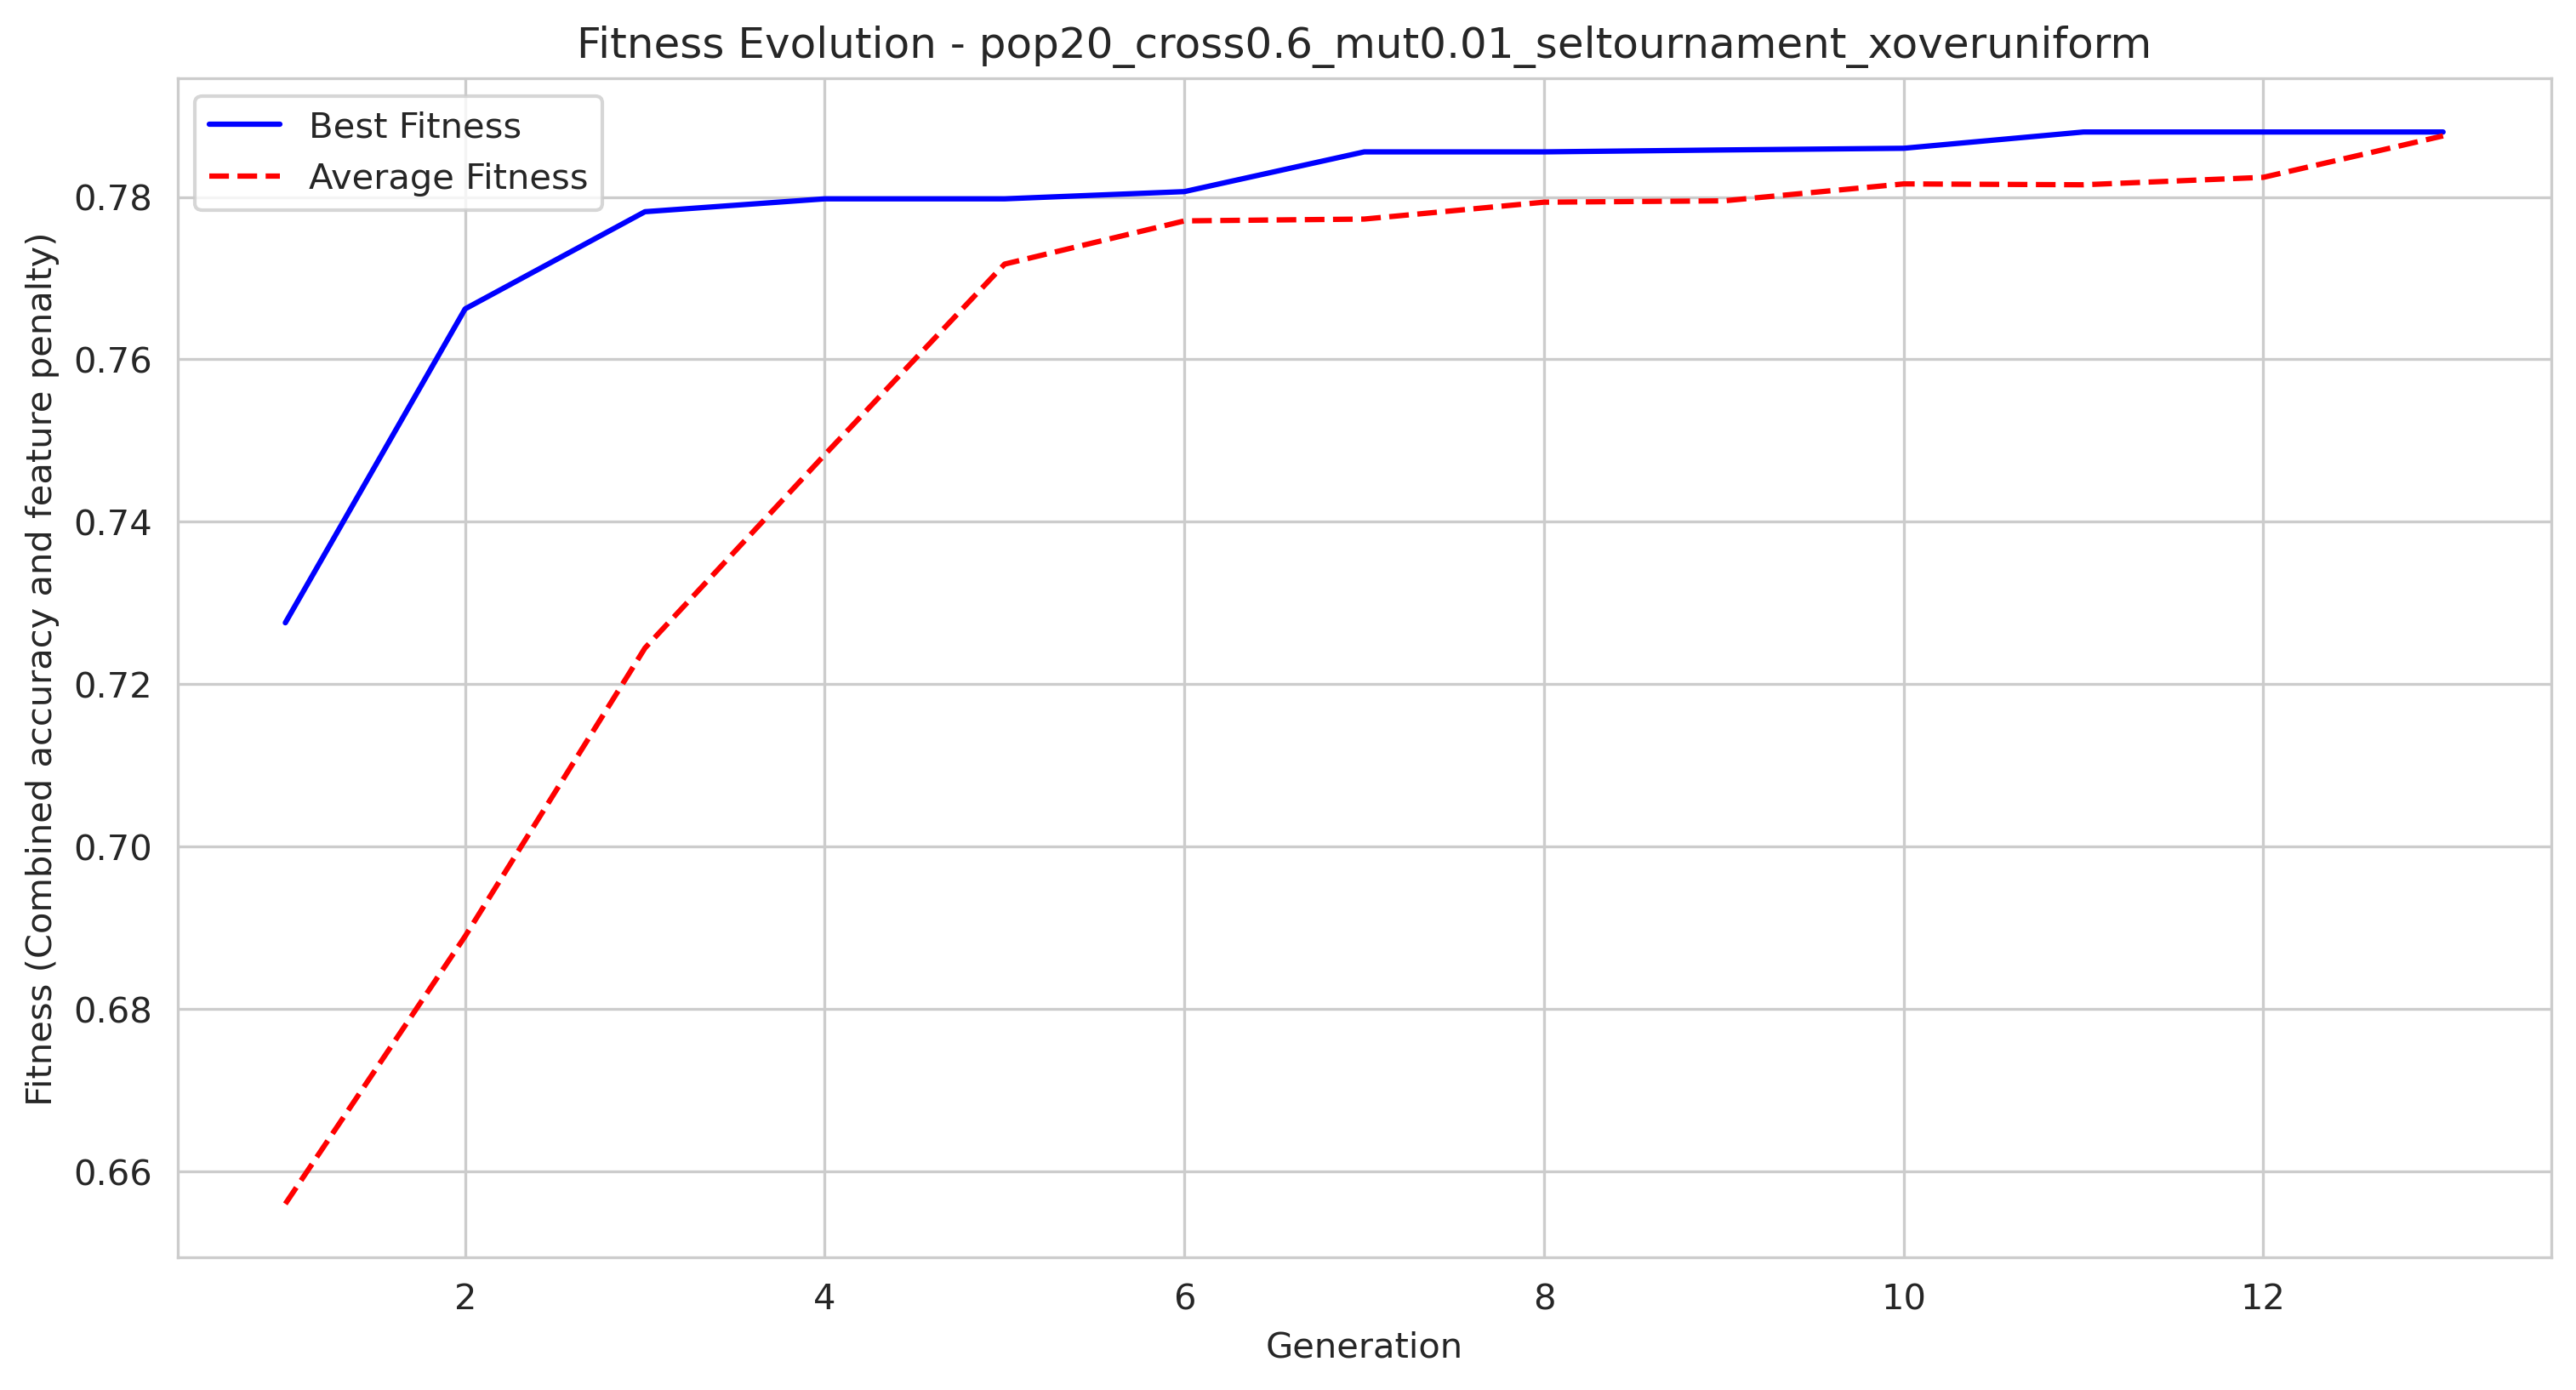 Fitness Evolution - pop20_cross0.6_mut0.01_seltournament_xoveruniform
Best Fitness
Average Fitness
Fitness (Combined accuracy and feature penalty)
0.78
0.76
0.74
0.72
0.70
0.68
0.66
2 4 6 8 10 12
Generation